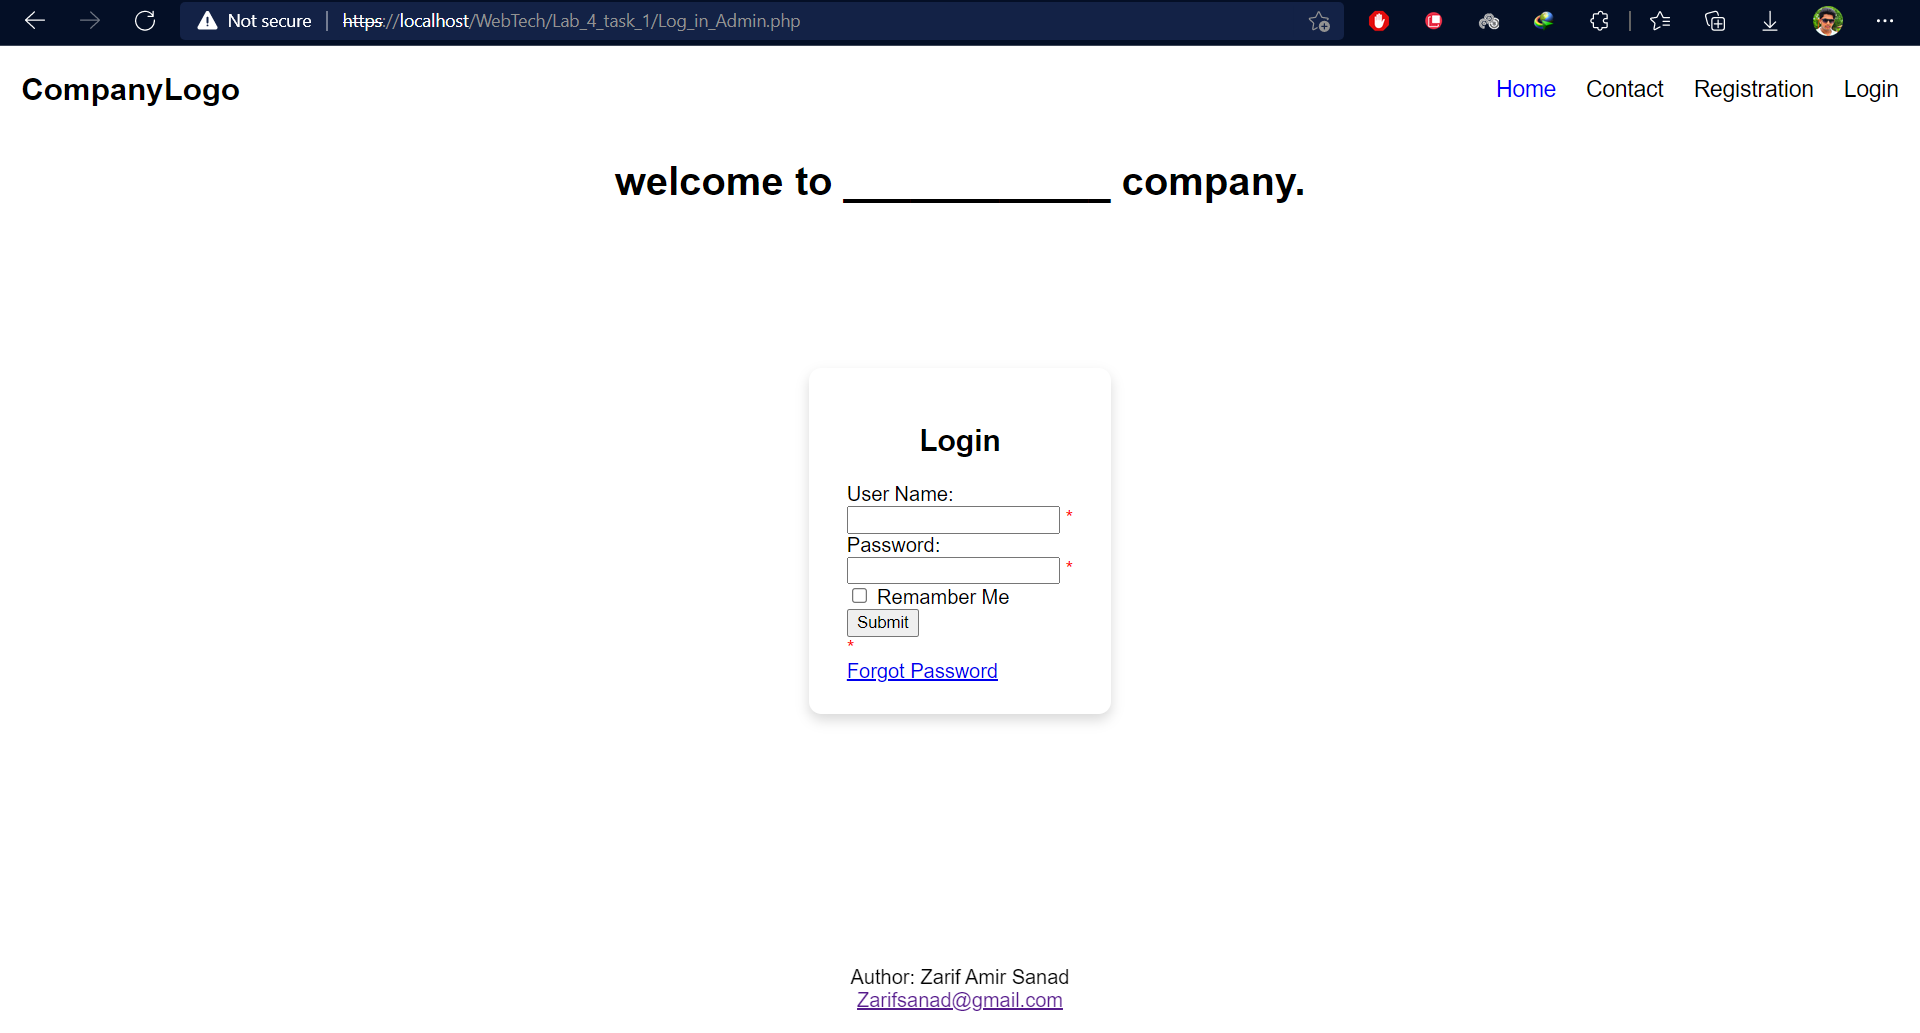 Not secure | https://localhost/WebTech/Lab_4_task_1/Log_in_Admin.php
CompanyLogo Home Contact Registration Login
welcome to ____________ company.
Login
User Name:
*
Password:
*
Remamber Me
Submit
*
Forgot Password
Author: Zarif Amir Sanad
Zarifsanad@gmail.com